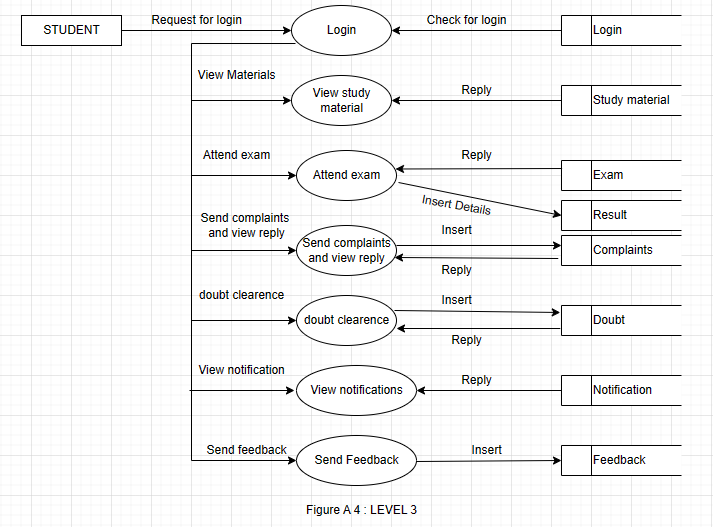 STUDENT
Request for login
Login
Check for login
Login
View Materials
View study
material
Reply
Study material
Attend exam
Attend exam
Reply
Exam
Insert Details
Result
Send complaints
and view reply
Send complaints
and view reply
Insert
Reply
Complaints
doubt clearence
doubt clearence
Insert
Reply
Doubt
View notification
View notifications
Reply
Notification
Send feedback
Send Feedback
Insert
Feedback
Figure A 4 : LEVEL 3